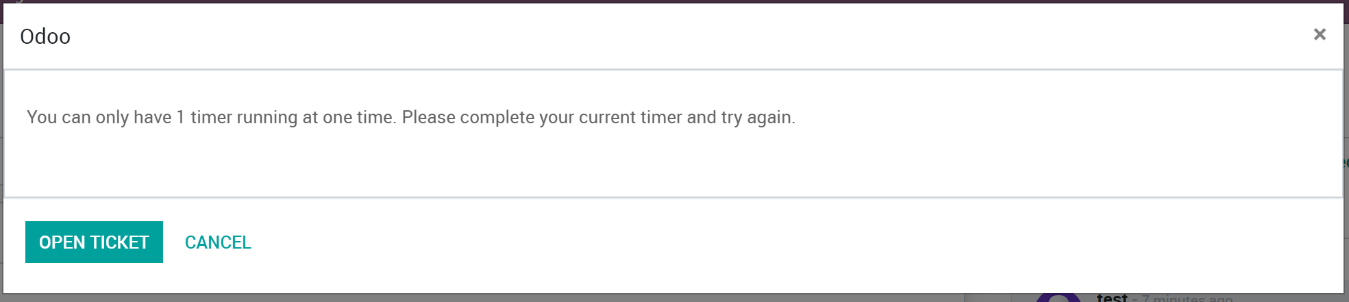 Odoo
×
You can only have 1 timer running at one time. Please complete your current timer and try again.
OPEN TICKET
CANCEL
test - 7 minutes ago